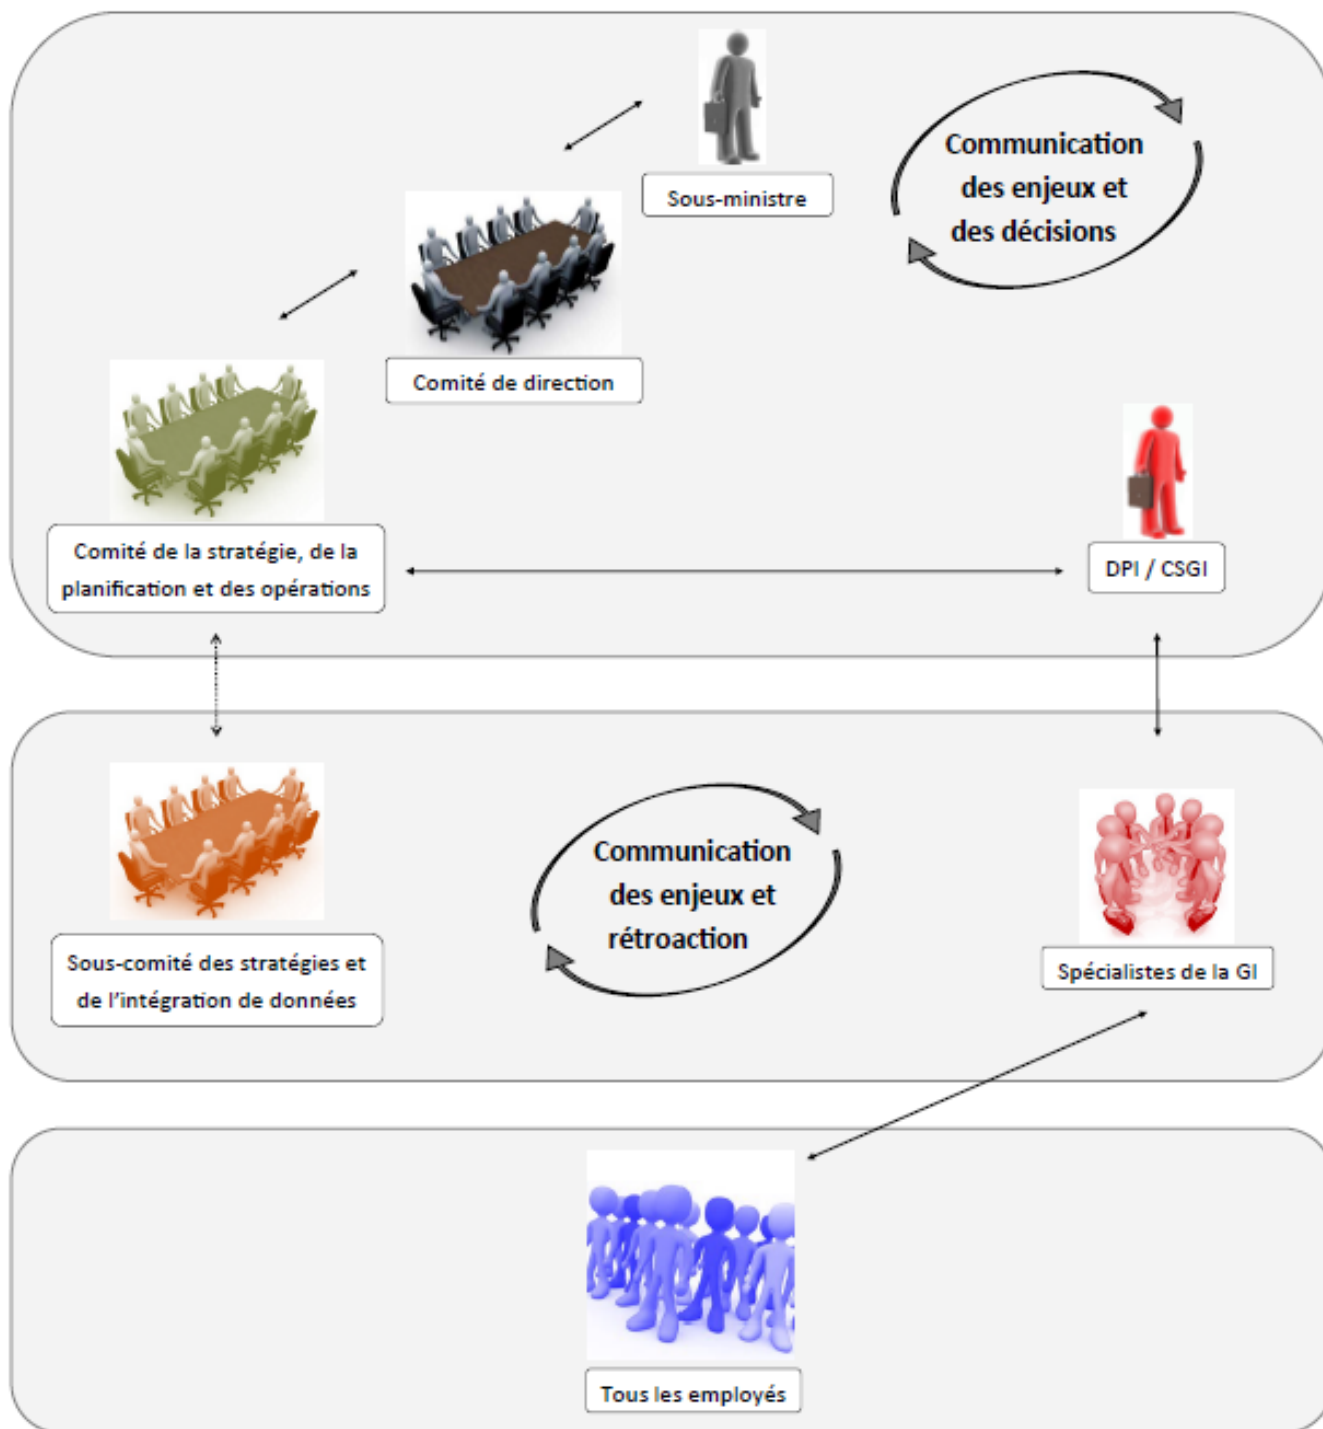 Sous-ministre
Communication
des enjeux et
des décisions
Comité de direction
Comité de la stratégie, de la
planification et des opérations
DPI / CSGI
Sous-comité des stratégies et
de l'intégration de données
Communication
des enjeux et
rétroaction
Spécialistes de la GI
Tous les employés